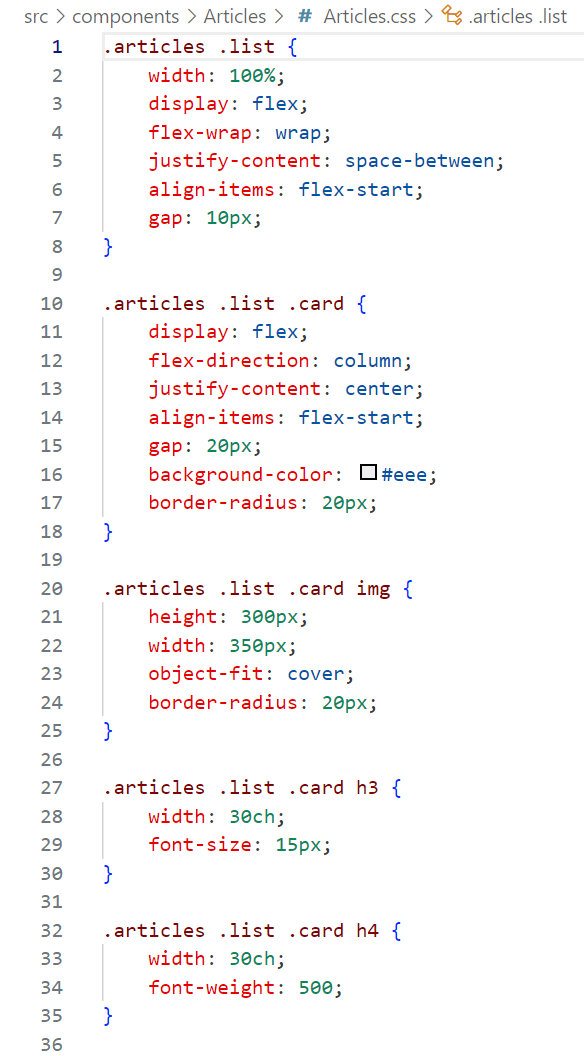 src > components > Articles > # Articles.css > .articles .list
1 .articles .list {
2     width: 100%;
3     display: flex;
4     flex-wrap: wrap;
5     justify-content: space-between;
6     align-items: flex-start;
7     gap: 10px;
8 }
9
10 .articles .list .card {
11     display: flex;
12     flex-direction: column;
13     justify-content: center;
14     align-items: flex-start;
15     gap: 20px;
16     background-color: #eee;
17     border-radius: 20px;
18 }
19
20 .articles .list .card img {
21     height: 300px;
22     width: 350px;
23     object-fit: cover;
24     border-radius: 20px;
25 }
26
27 .articles .list .card h3 {
28     width: 30ch;
29     font-size: 15px;
30 }
31
32 .articles .list .card h4 {
33     width: 30ch;
34     font-weight: 500;
35 }
36